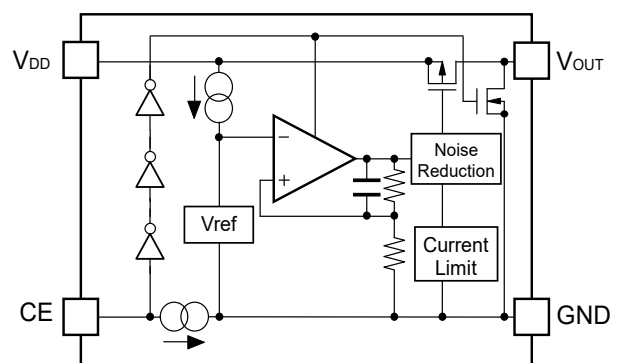 VDD
VOUT
−
+
Noise
Reduction
Vref
Current
Limit
CE
GND